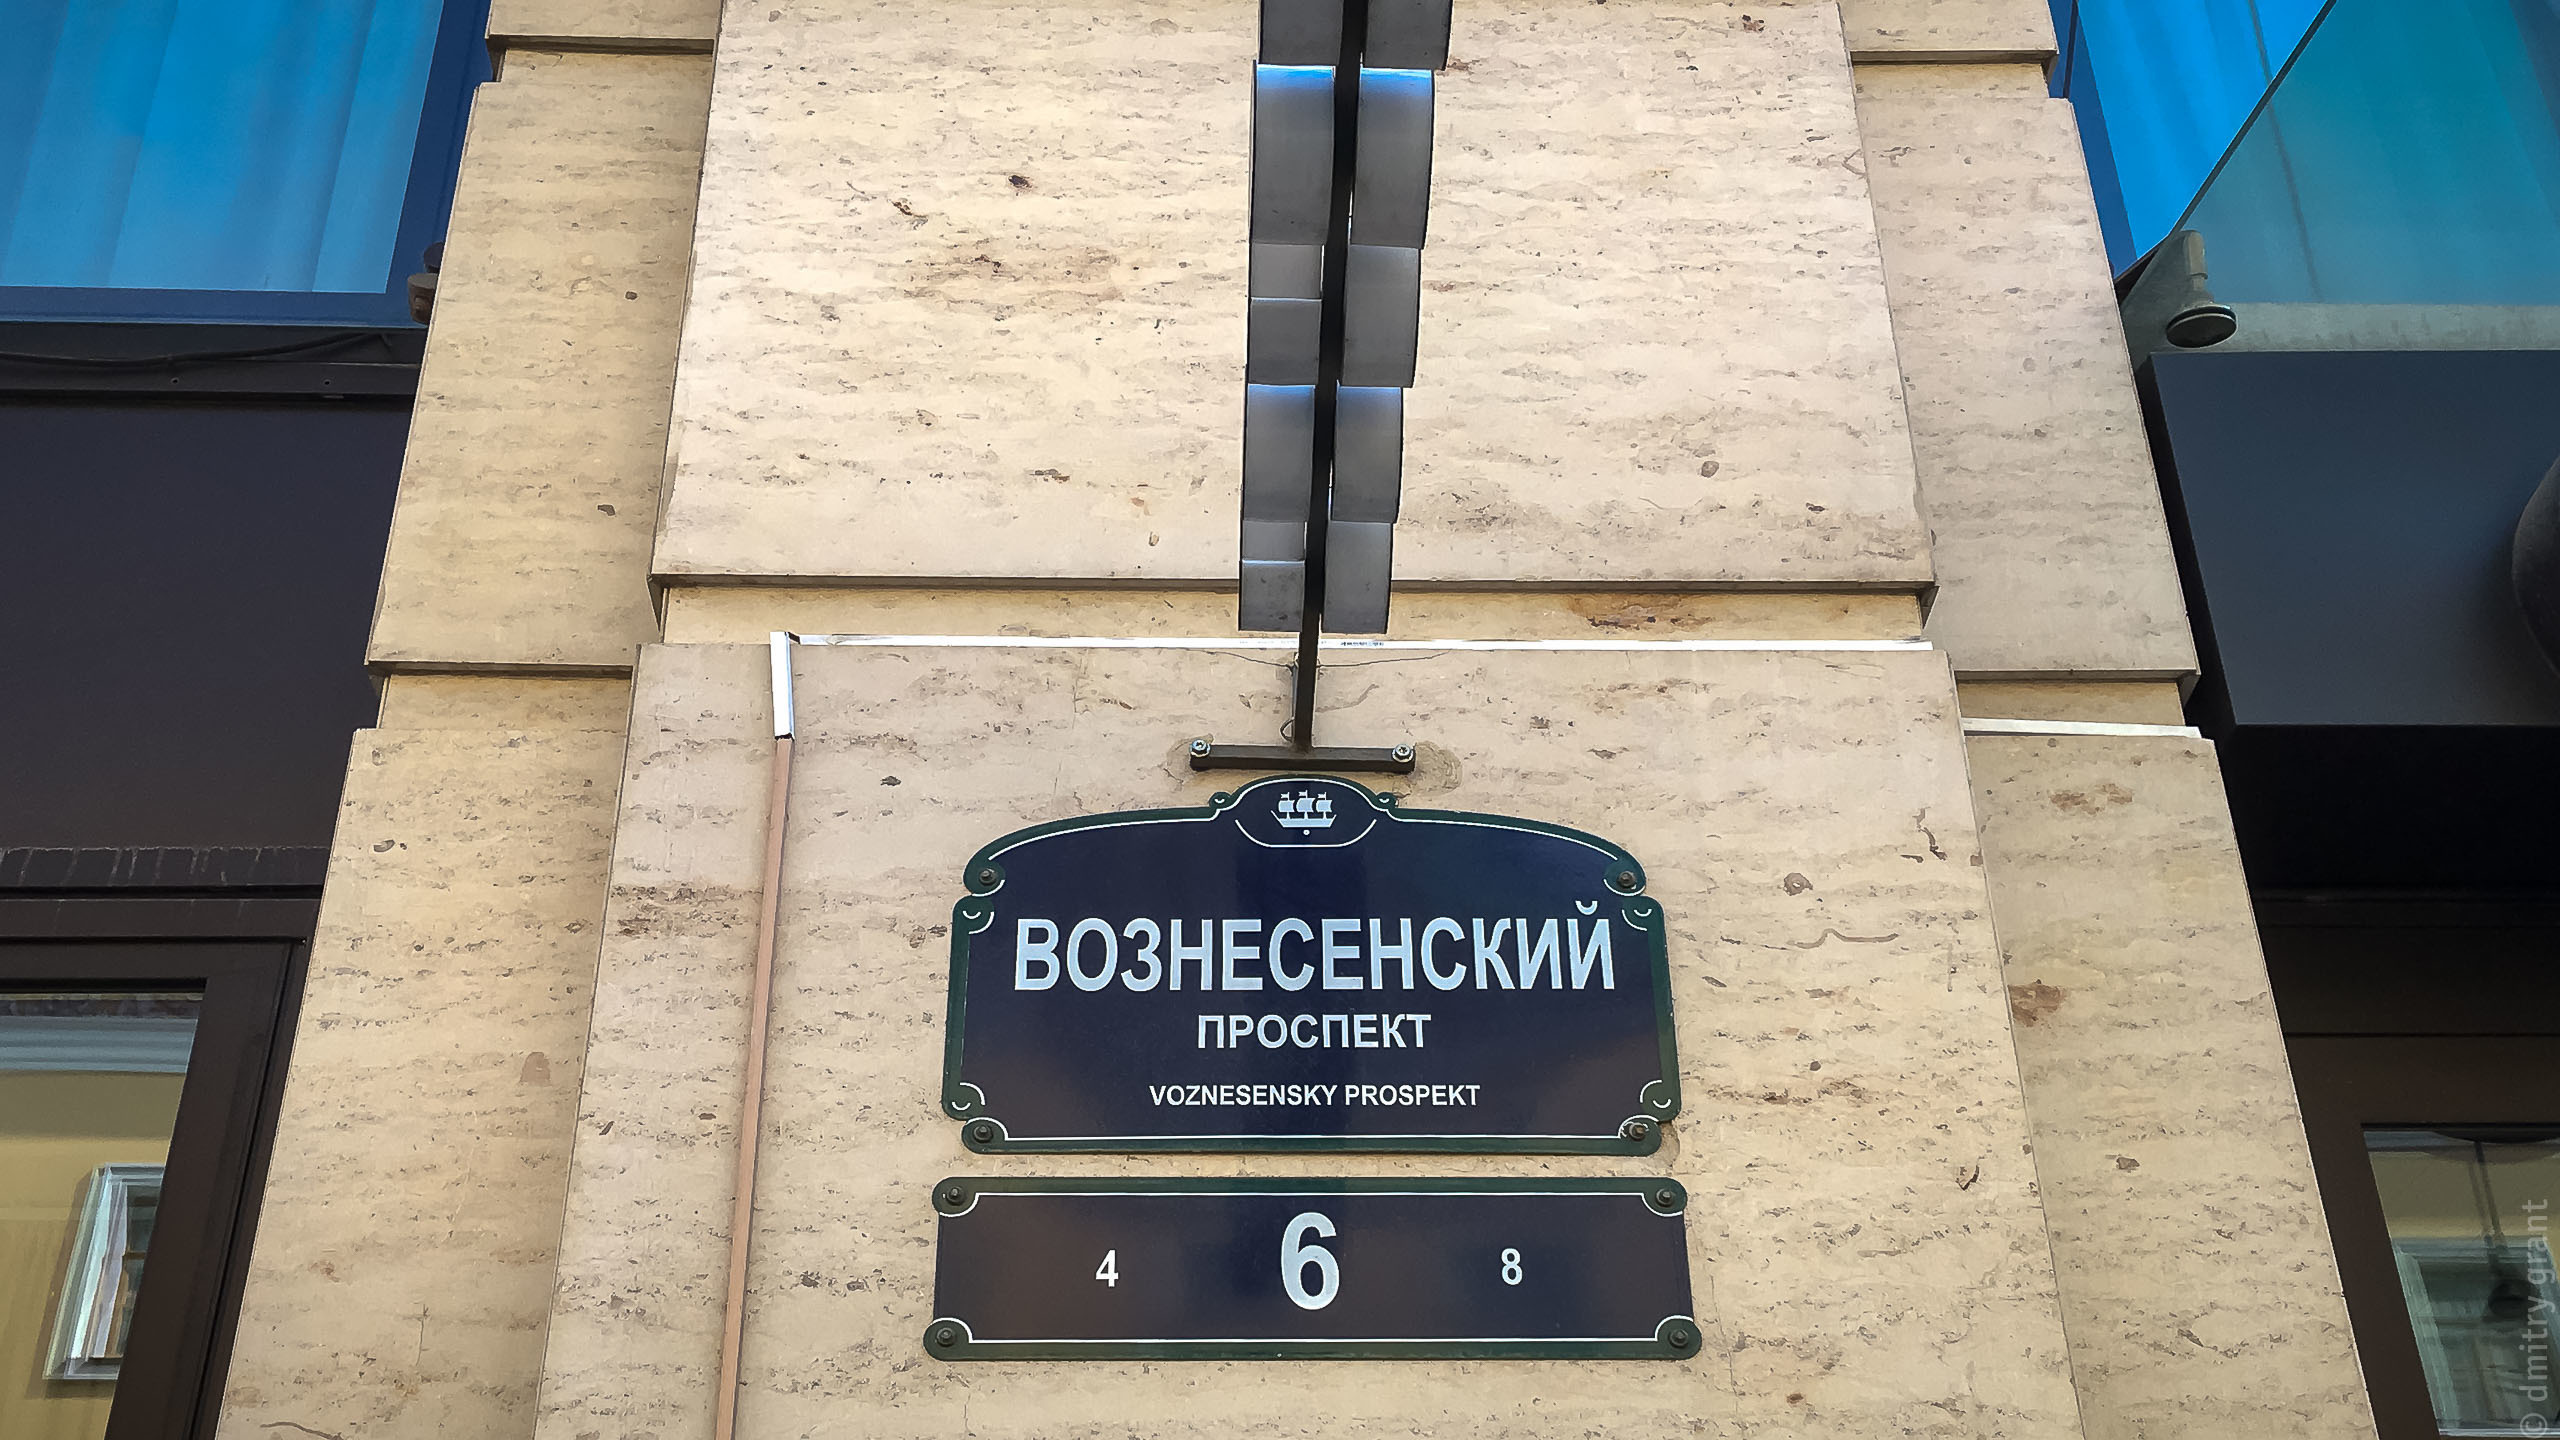 ВОЗНЕСЕНСКИЙ
ПРОСПЕКТ
VOZNESENSKY PROSPEKT
4 6 8
© dmitry grant